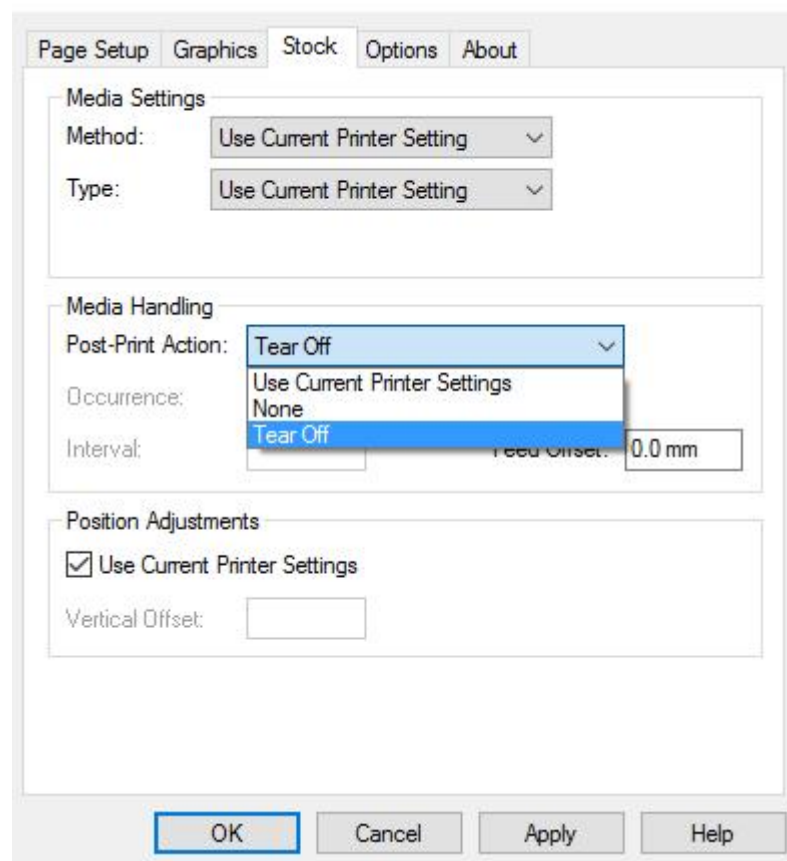 Page Setup Graphics Stock Options About
Media Settings
Method: Use Current Printer Setting
Type: Use Current Printer Setting
Media Handling
Post-Print Action: Tear Off
Use Current Printer Settings
Occurrence:
None
Tear Off
Interval: Feed Offset: 0.0 mm
Position Adjustments
Use Current Printer Settings
Vertical Offset:
OK Cancel Apply Help